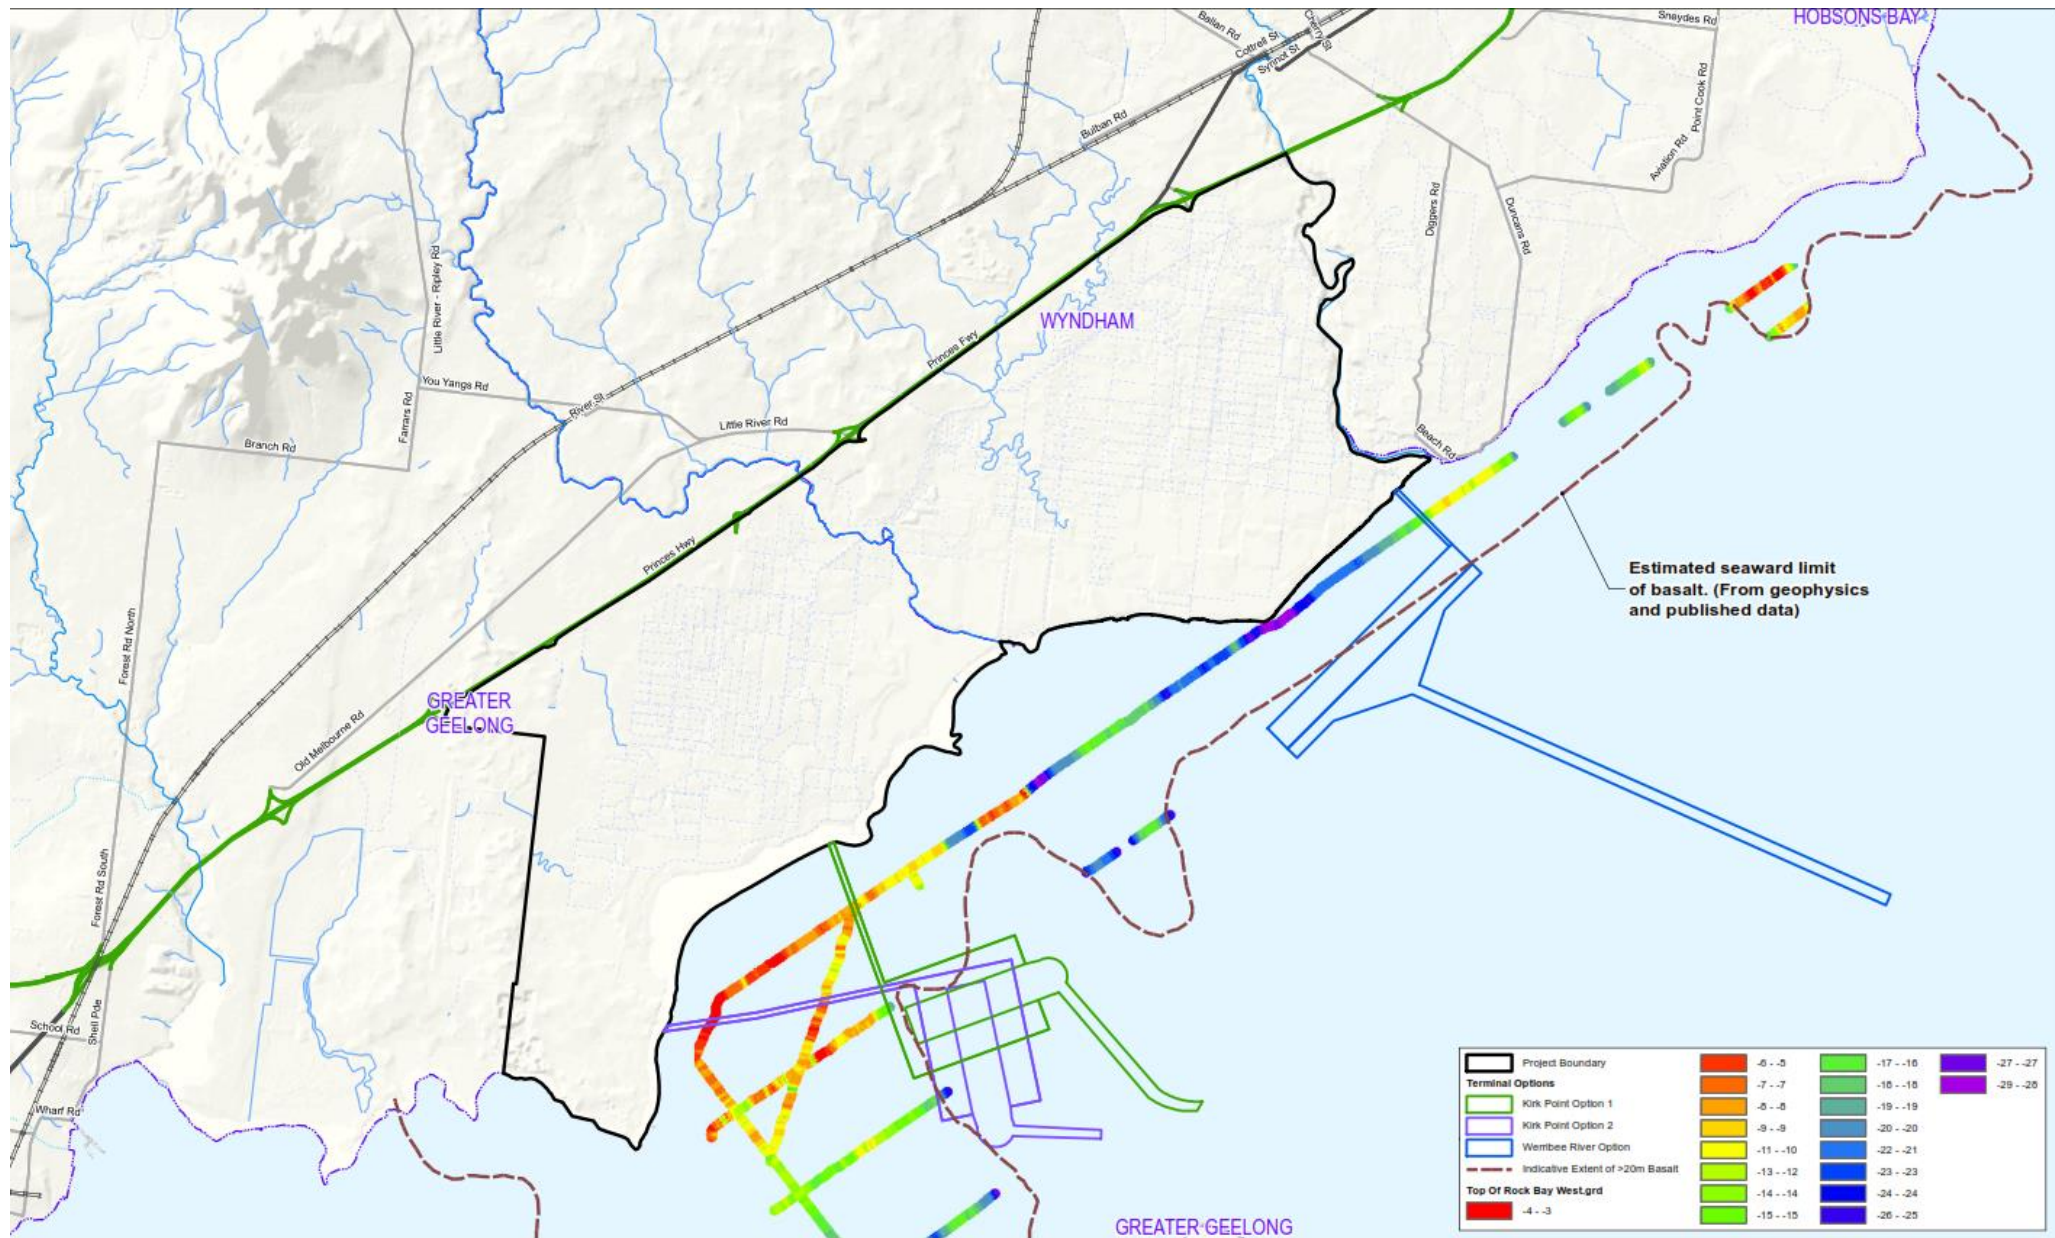 HOBSONS BAY
Sneydes Rd
Ballan Rd
Cherry St
Cottrell St
Synnot St
Point Cook Rd
Bulban Rd
Aviation Rd
Diggers Rd
Duncans Rd
Little River - Ripley Rd
WYNDHAM
Princes Fwy
You Yangs Rd
River St
Farrars Rd
Little River Rd
Branch Rd
Beach Rd
Princes Hwy
Estimated seaward limit
of basalt. (From geophysics
and published data)
Forest Rd North
GREATER
GEELONG
Old Melbourne Rd
Forest Rd South
School Rd
Shell Pde
Wharf Rd
GREATER GEELONG
Project Boundary
Terminal Options
Kirk Point Option 1
Kirk Point Option 2
Werribee River Option
Indicative Extent of >20m Basalt
Top Of Rock Bay West.grd
-4 - -3
-6 - -5
-7 - -7
-8 - -8
-9 - -9
-11 - -10
-13 - -12
-14 - -14
-15 - -15
-17 - -16
-18 - -18
-19 - -19
-20 - -20
-22 - -21
-23 - -23
-24 - -24
-26 - -25
-27 - -27
-29 - -28